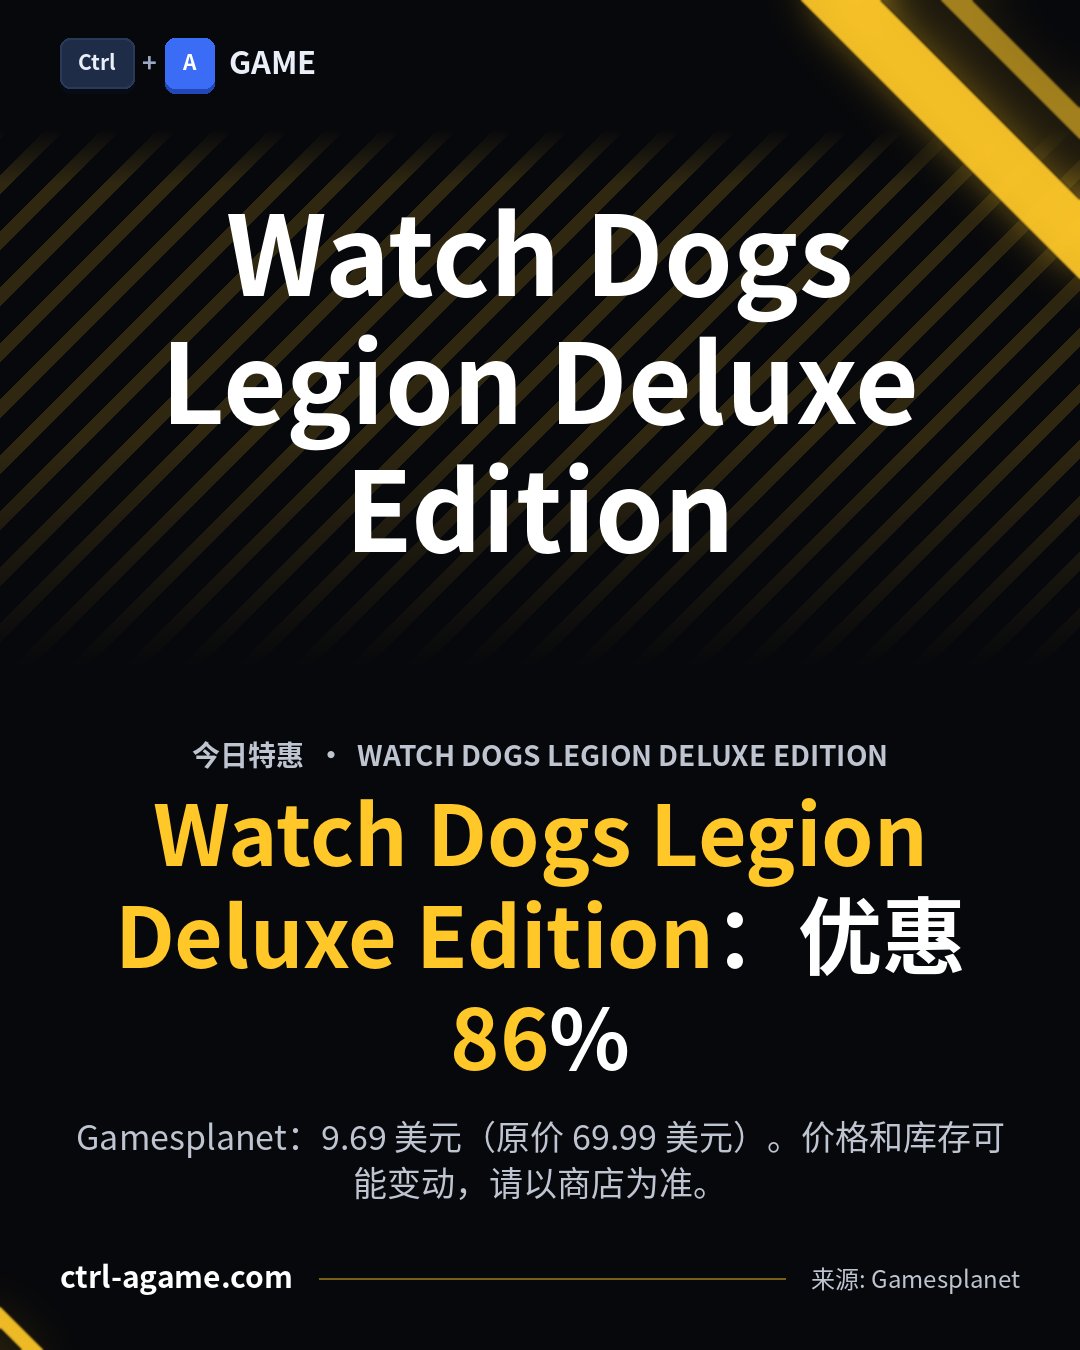 Ctrl + A GAME
Watch Dogs
Legion Deluxe
Edition
今日特惠 • WATCH DOGS LEGION DELUXE EDITION
Watch Dogs Legion
Deluxe Edition：优惠
86%
Gamesplanet：9.69 美元（原价 69.99 美元）。价格和库存可
能变动，请以商店为准。
ctrl-agame.com
来源: Gamesplanet